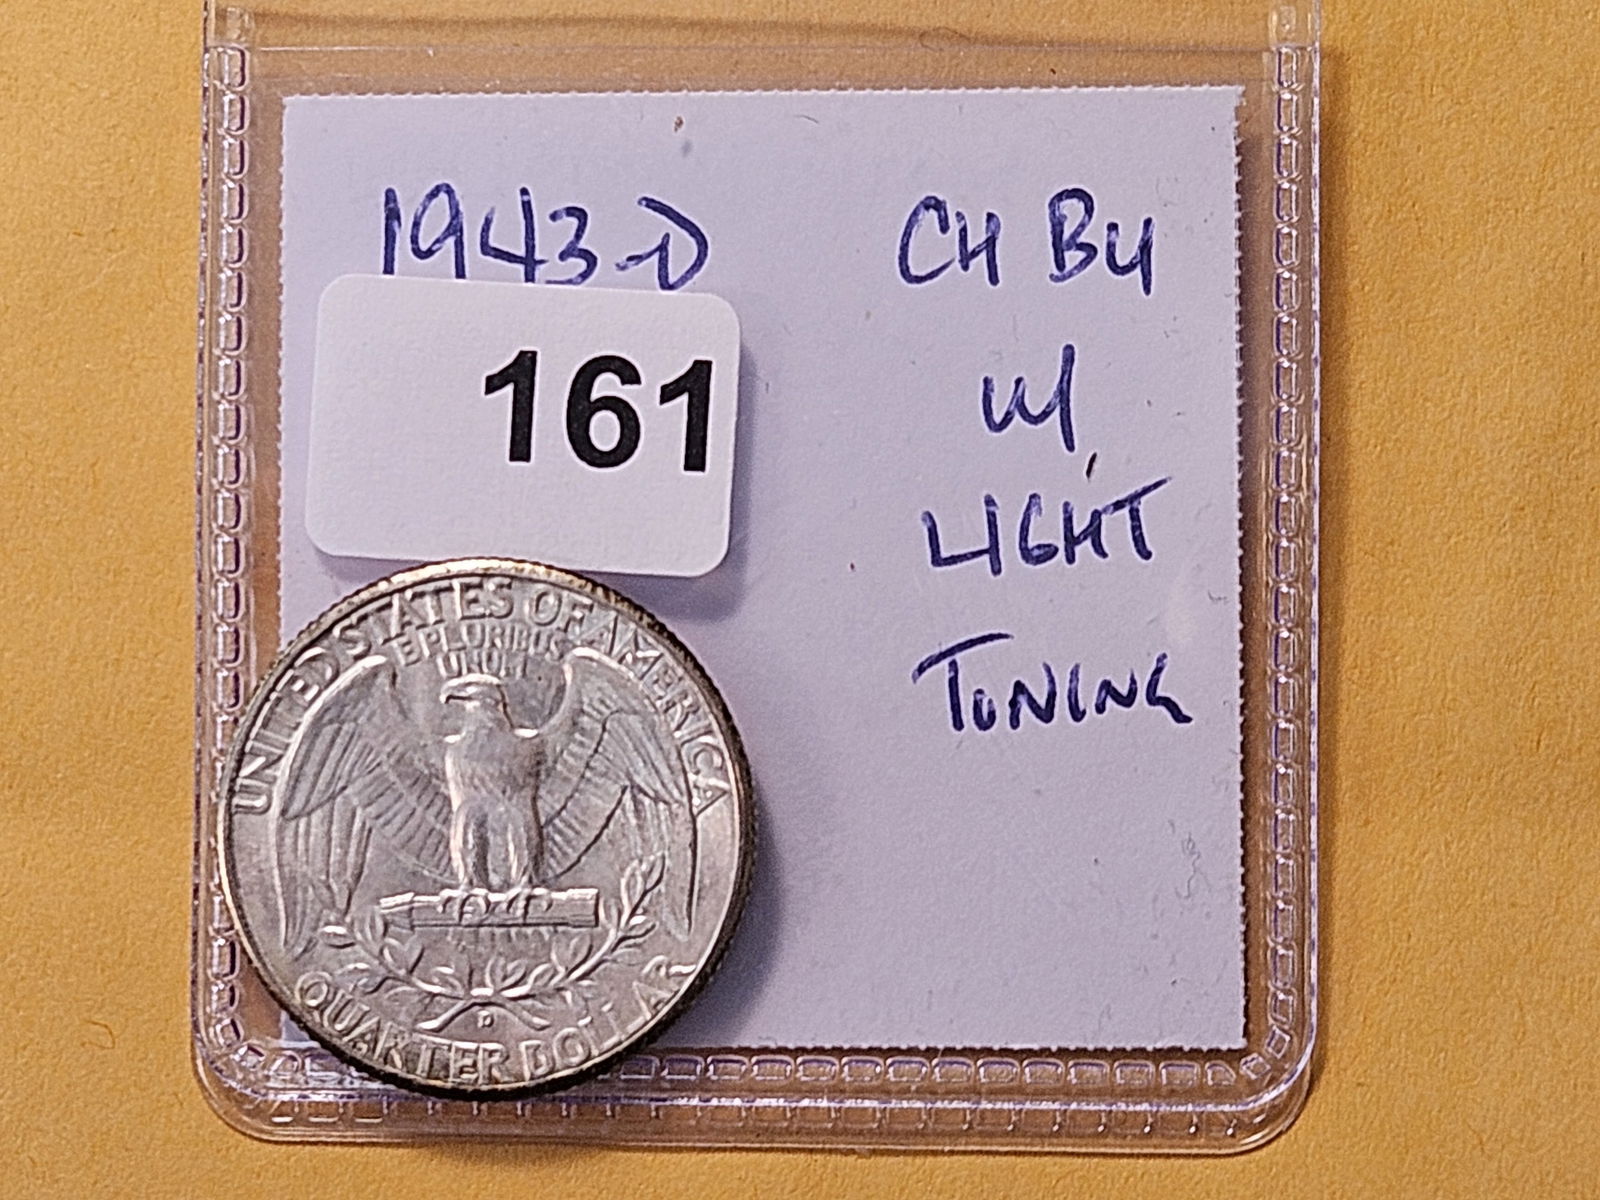 1943-D
CH BU
w/
LIGHT
TONING
161
UNITED STATES OF AMERICA
E PLURIBUS
UNUM
D
QUARTER DOLLAR